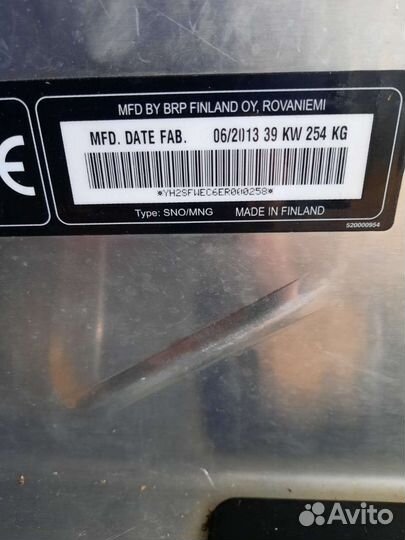 MFD BY BRP FINLAND OY, ROVANIEMI
MFD. DATE FAB. 06/2013 39 KW 254 KG
*YH2SFWEC6ER000258*
Type: SNO/MNG MADE IN FINLAND
520000954
CE
Avito